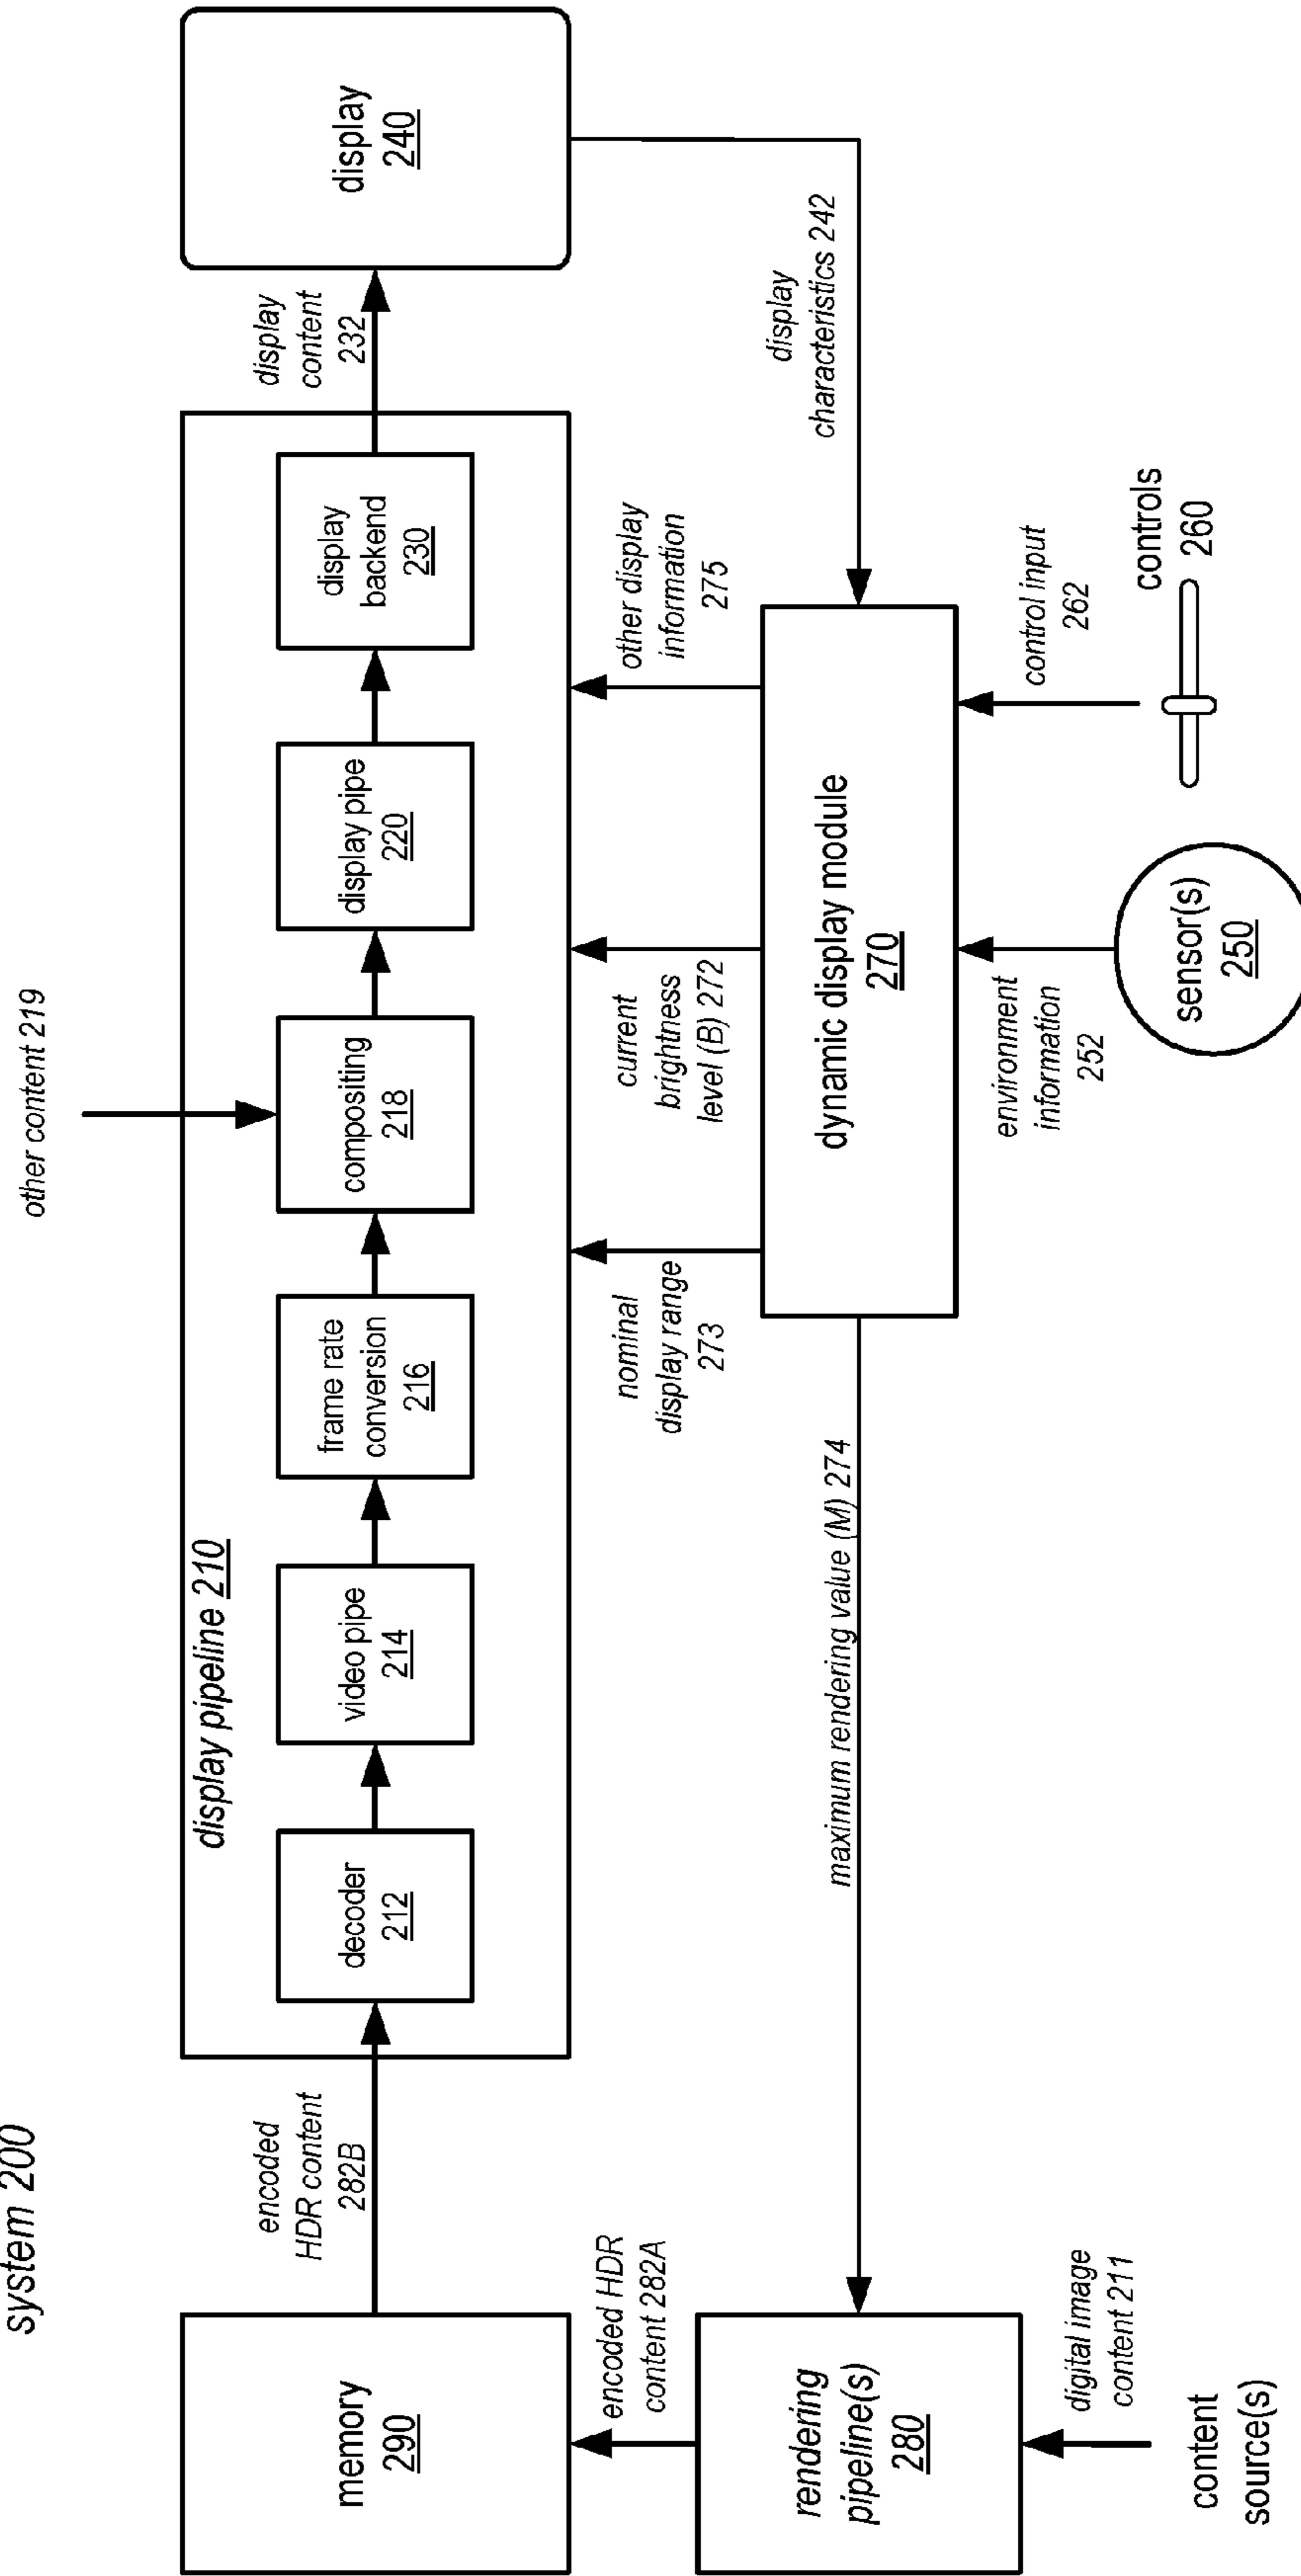 system 200
other content 219
display pipeline 210
memory
290
encoded
HDR content
282B
decoder
212
video pipe
214
frame rate
conversion
216
compositing
218
display pipe
220
display
backend
230
display
content
232
display
240
encoded HDR
content 282A
nominal
display range
273
current
brightness
level (B) 272
other display
information
275
display
characteristics 242
rendering
pipeline(s)
280
maximum rendering value (M) 274
dynamic display module
270
digital image
content 211
environment
information
252
control input
262
content
source(s)
sensor(s)
250
controls
260